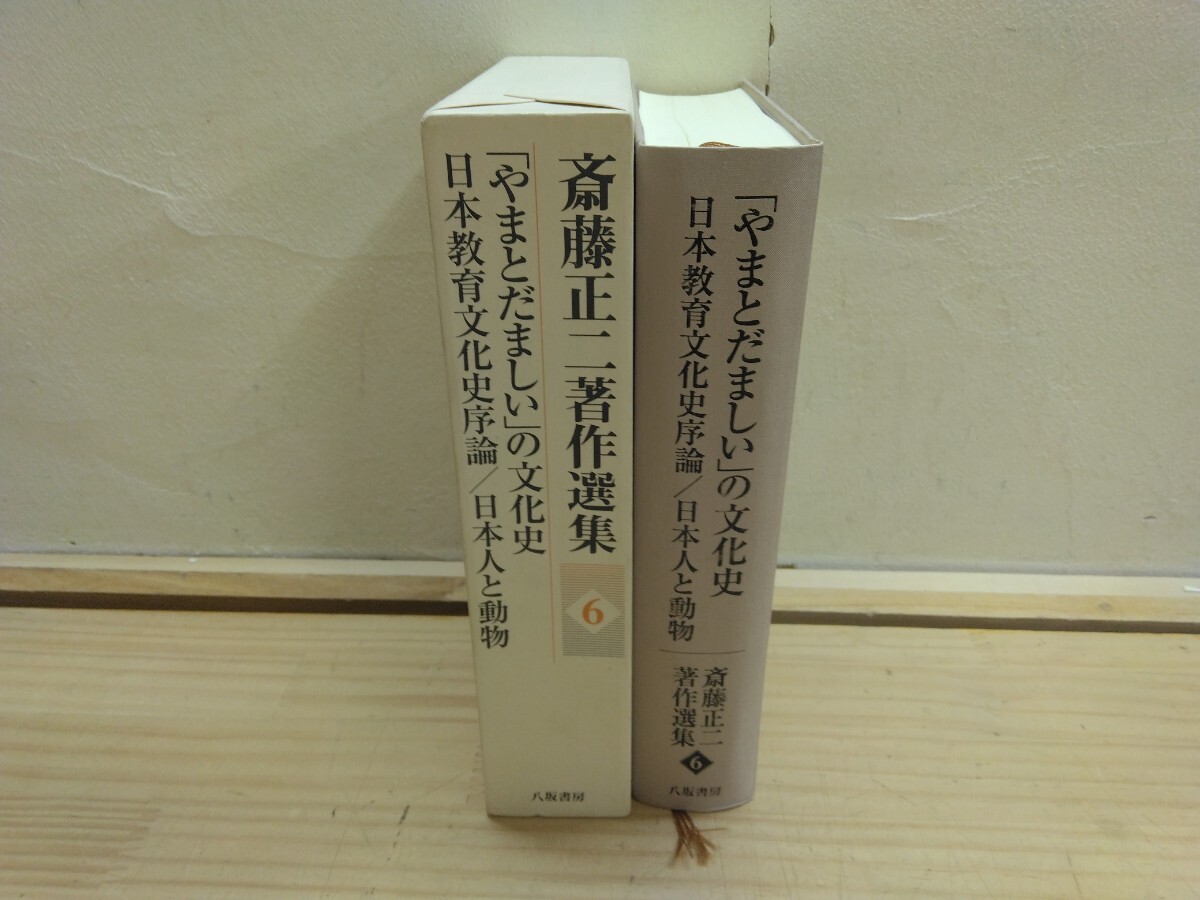 斎藤正二著作選集
6
「やまとだましい」の文化史
日本教育文化史序論／日本人と動物
八坂書房
「やまとだましい」の文化史
日本教育文化史序論／日本人と動物
斎藤正二
著作選集
6
八坂書房